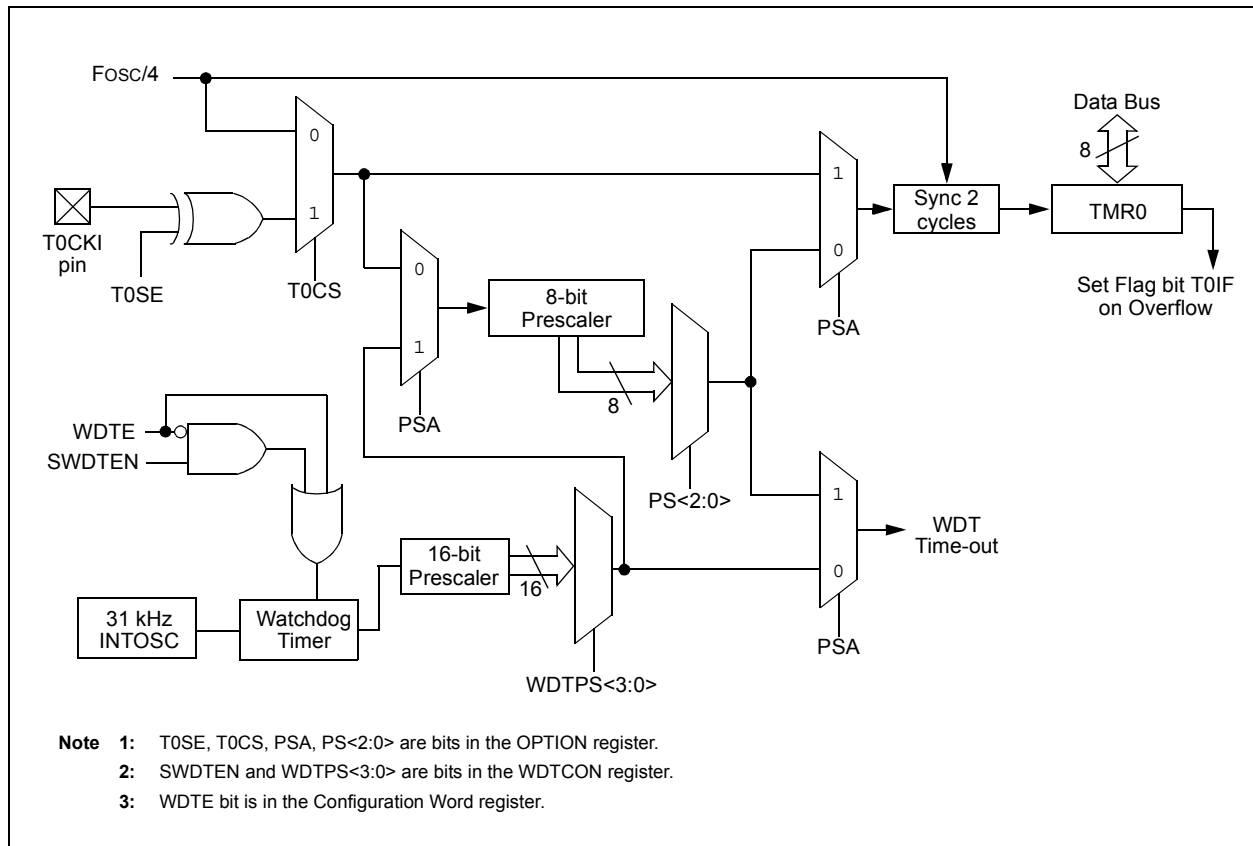 FOSC/4
Data Bus
8
0
1
1
0
T0CKI
pin
T0SE
T0CS
Sync 2
cycles
TMR0
Set Flag bit T0IF
on Overflow
PSA
0
1
8-bit
Prescaler
8
PSA
PS<2:0>
WDTE
SWDTEN
1
0
WDT
Time-out
16-bit
Prescaler
16
31 kHz
INTOSC
Watchdog
Timer
PSA
WDTPS<3:0>
Note 1: T0SE, T0CS, PSA, PS<2:0> are bits in the OPTION register.
2: SWDTEN and WDTPS<3:0> are bits in the WDTCON register.
3: WDTE bit is in the Configuration Word register.